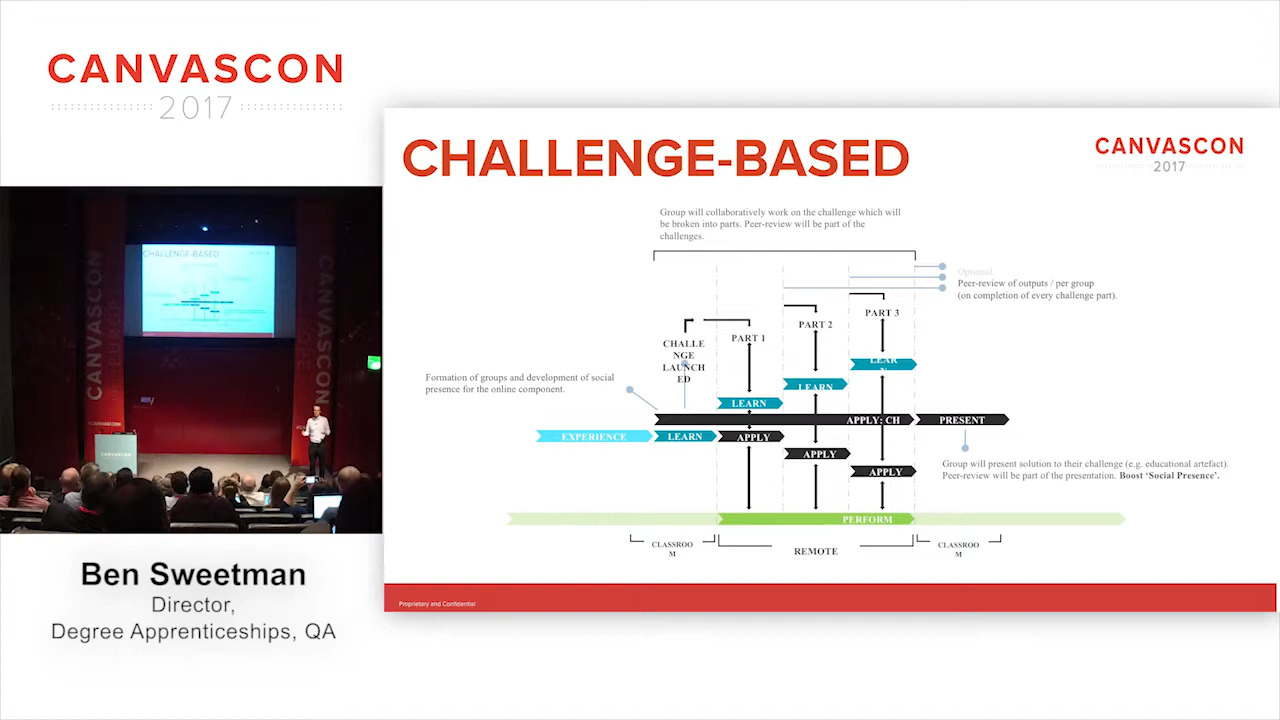 CANVASCON
2017
CHALLENGE-BASED
CANVASCON
2017
Group will collaboratively work on the challenge which will
be broken into parts. Peer-review will be part of the
challenges.
Optional
Peer-review of outputs / per group
(on completion of every challenge part).
PART 3
PART 2
PART 1
CHALLE
NGE
LAUNCH
ED
LEAR
N
Formation of groups and development of social
presence for the online component.
LEARN
LEARN
APPLY: CH
PRESENT
EXPERIENCE
LEARN
APPLY
APPLY
APPLY
Group will present solution to their challenge (e.g. educational artefact).
Peer-review will be part of the presentation. Boost ‘Social Presence’.
PERFORM
CLASSROO
M
REMOTE
CLASSROO
M
Proprietary and Confidential
CHALLENGE-BASED
CANVASCON
CANVASCON
Ben Sweetman
Director,
Degree Apprenticeships, QA